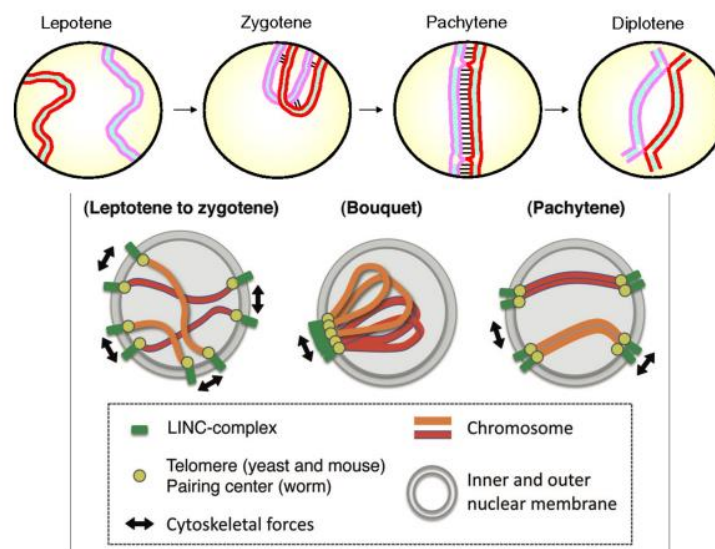 Lepotene Zygotene Pachytene Diplotene
(Leptotene to zygotene) (Bouquet) (Pachytene)
LINC-complex
Telomere (yeast and mouse)
Pairing center (worm)
Cytoskeletal forces
Chromosome
Inner and outer
nuclear membrane